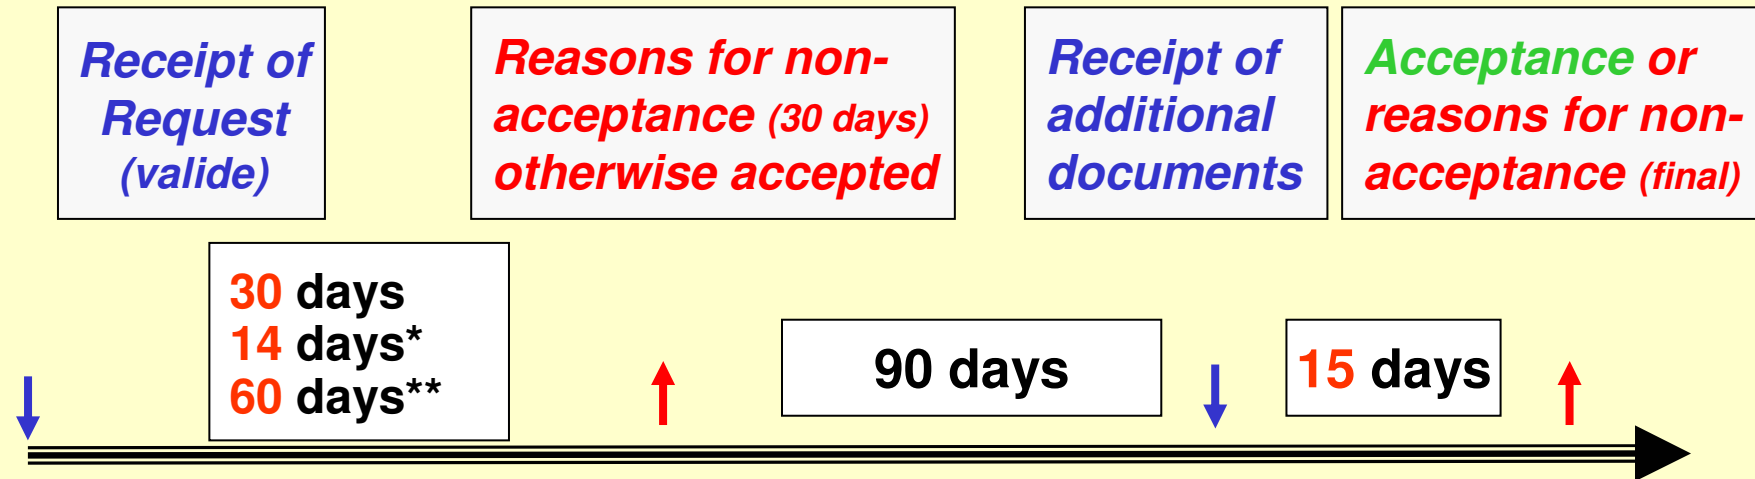 Receipt of
Request
(valide)
Reasons for non-
acceptance (30 days)
otherwise accepted
Receipt of
additional
documents
Acceptance or
reasons for non-
acceptance (final)
30 days
14 days*
60 days**
90 days
15 days